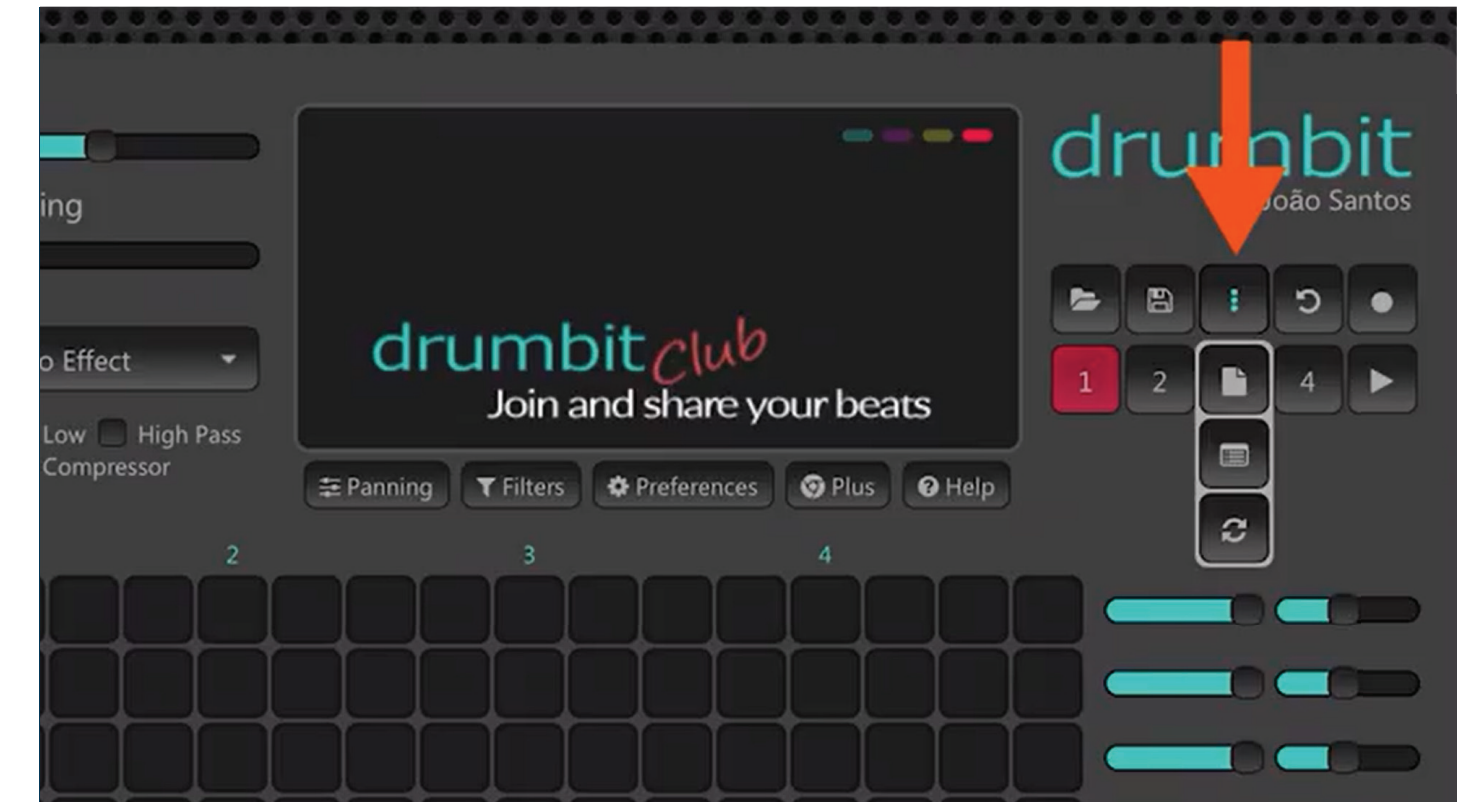 drumbit
João Santos
ing
o Effect
Low High Pass
Compressor
drumbit Club
Join and share your beats
1 2 4
Panning Filters Preferences Plus Help
2 3 4